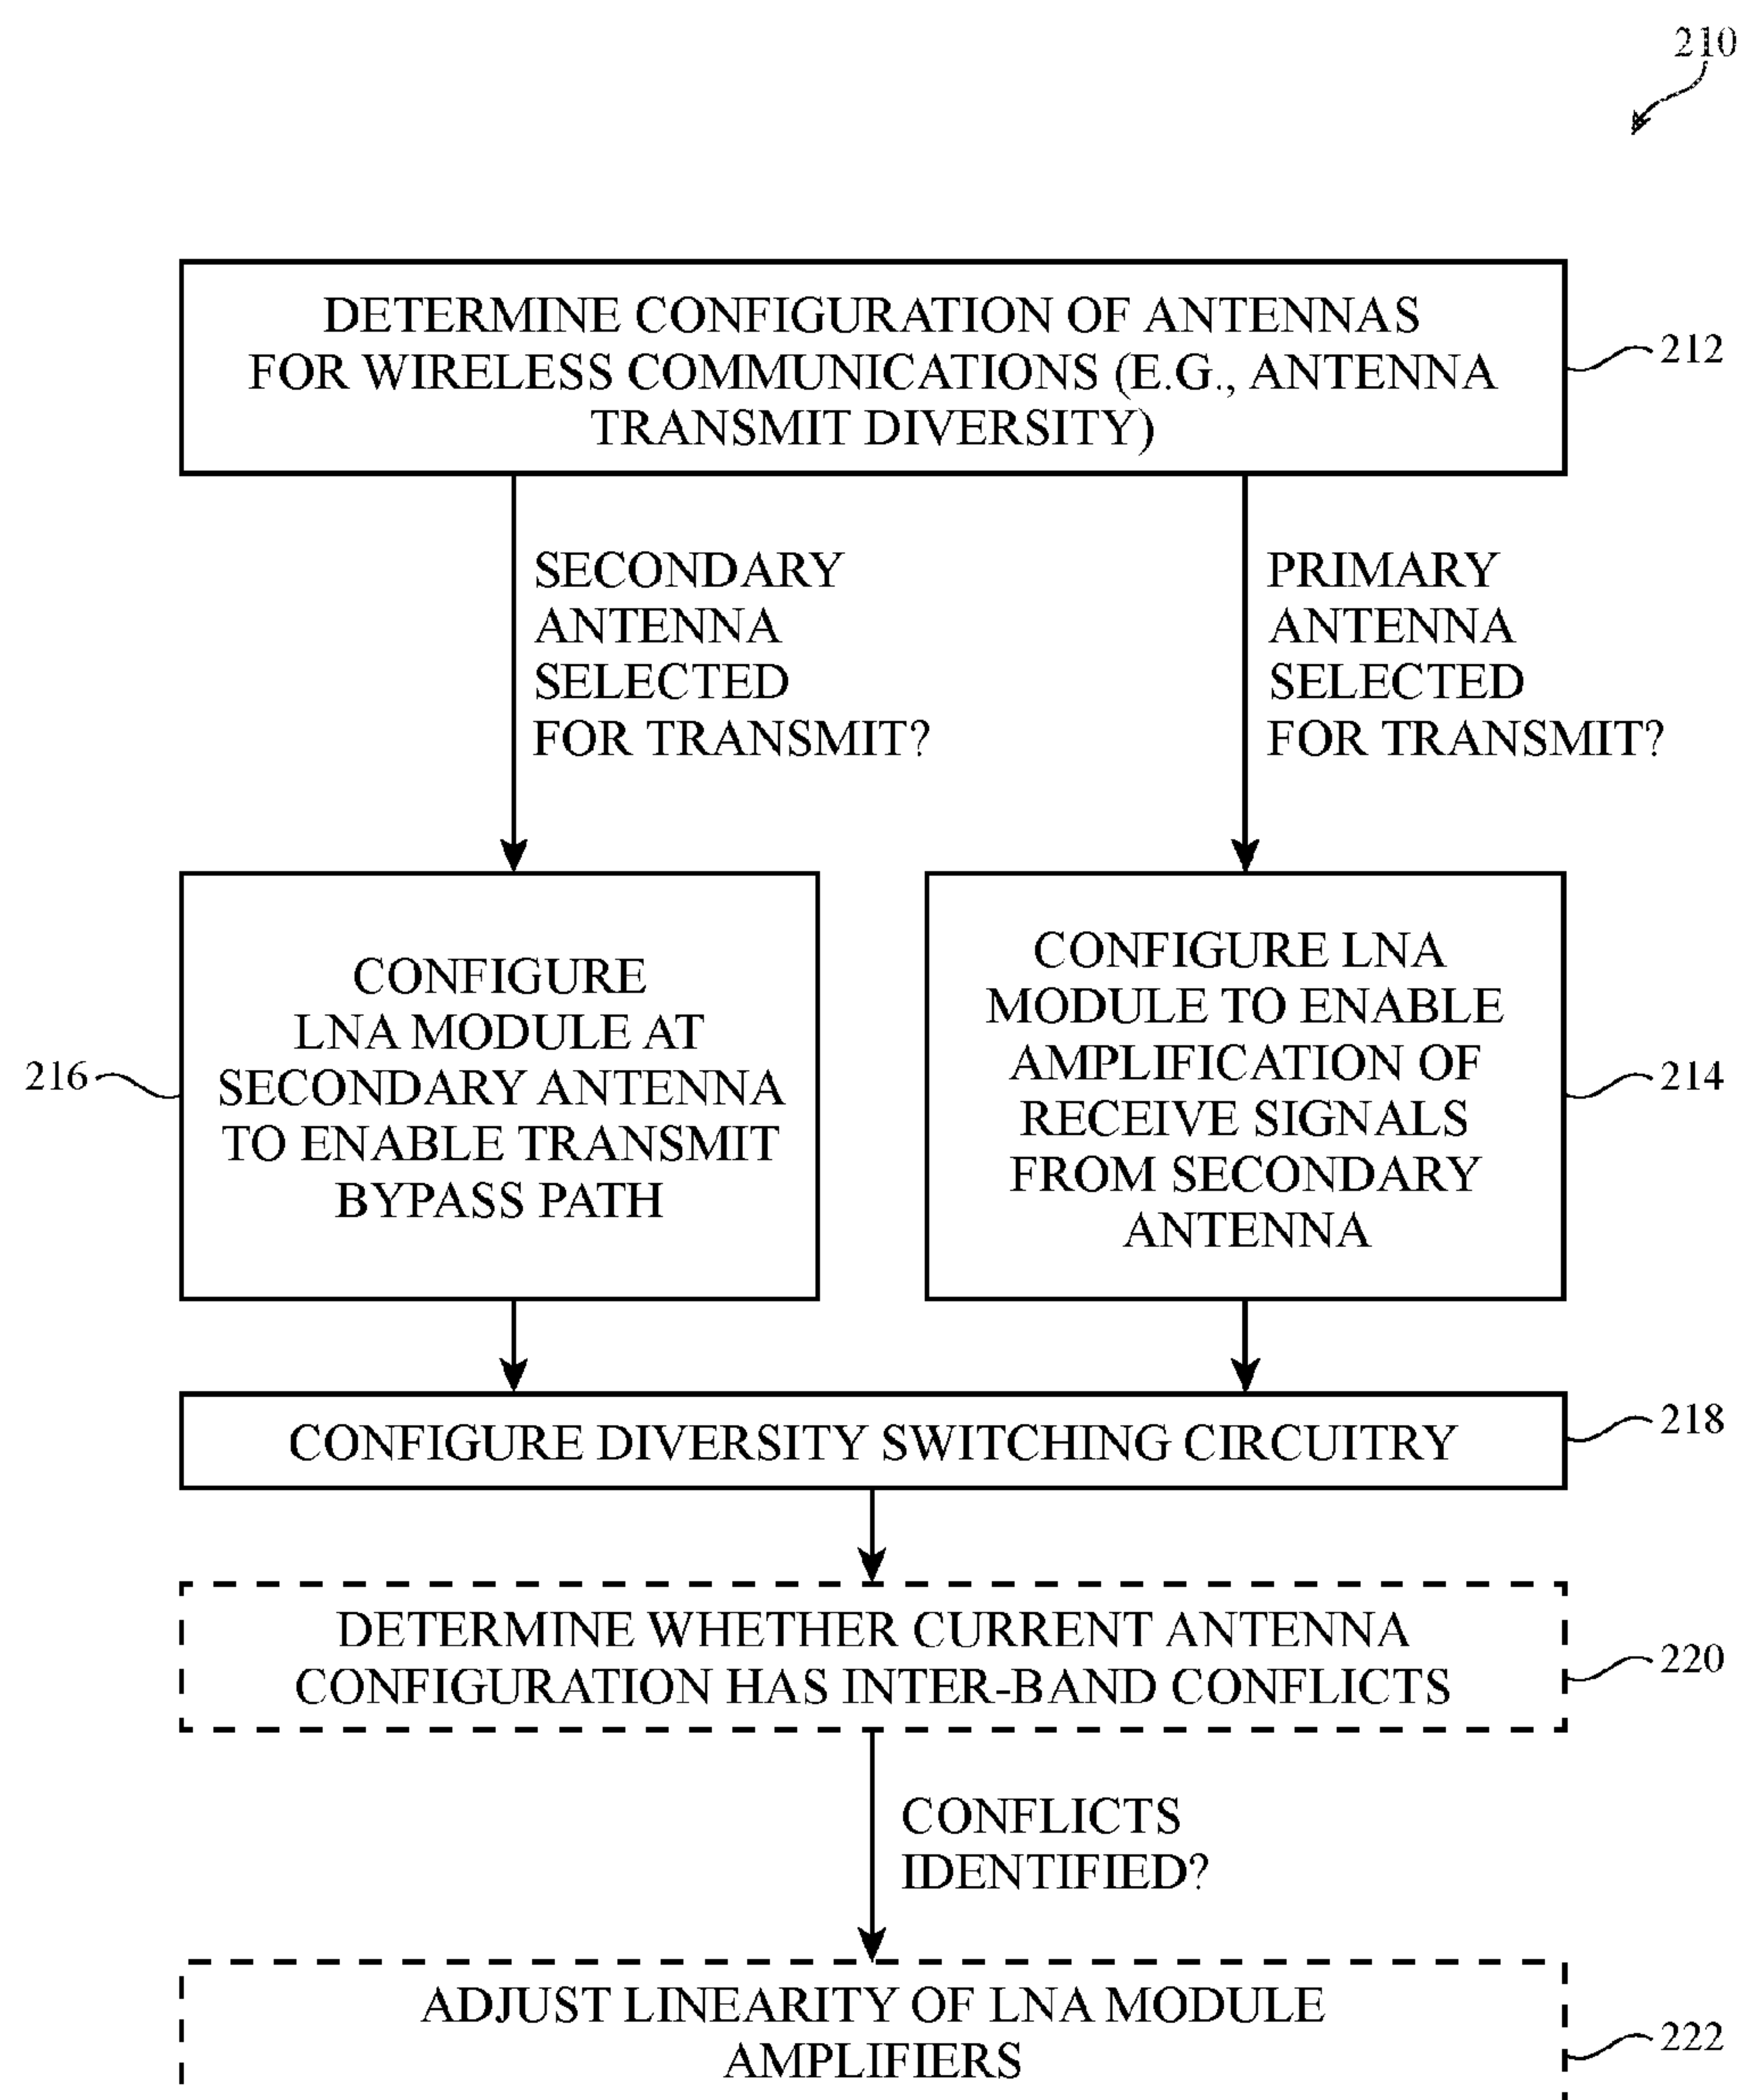 210
DETERMINE CONFIGURATION OF ANTENNAS
FOR WIRELESS COMMUNICATIONS (E.G., ANTENNA
TRANSMIT DIVERSITY)
212
SECONDARY
ANTENNA
SELECTED
FOR TRANSMIT?
PRIMARY
ANTENNA
SELECTED
FOR TRANSMIT?
CONFIGURE
LNA MODULE AT
SECONDARY ANTENNA
TO ENABLE TRANSMIT
BYPASS PATH
216
CONFIGURE LNA
MODULE TO ENABLE
AMPLIFICATION OF
RECEIVE SIGNALS
FROM SECONDARY
ANTENNA
214
CONFIGURE DIVERSITY SWITCHING CIRCUITRY
218
DETERMINE WHETHER CURRENT ANTENNA
CONFIGURATION HAS INTER-BAND CONFLICTS
220
CONFLICTS
IDENTIFIED?
ADJUST LINEARITY OF LNA MODULE
AMPLIFIERS
222